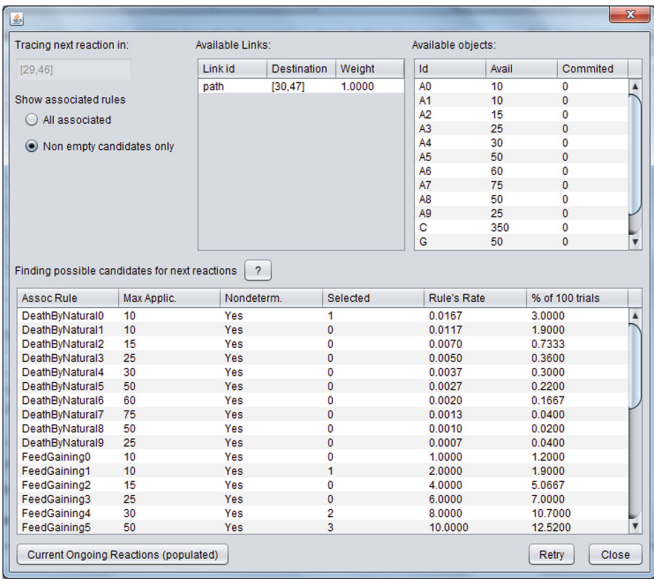 Tracing next reaction in:
[29,46]
Show associated rules
All associated
Non empty candidates only
Available Links:
Link id Destination Weight
path [30,47] 1.0000
Available objects:
Id Avail Commited
A0 10 0
A1 10 0
A2 15 0
A3 25 0
A4 30 0
A5 50 0
A6 60 0
A7 75 0
A8 50 0
A9 25 0
C 350 0
G 50 0
Finding possible candidates for next reactions ?
Assoc Rule Max Applic. Nondeterm. Selected Rule's Rate % of 100 trials
DeathByNatural0 10 Yes 1 0.0167 3.0000
DeathByNatural1 10 Yes 0 0.0117 1.9000
DeathByNatural2 15 Yes 0 0.0070 0.7333
DeathByNatural3 25 Yes 0 0.0050 0.3600
DeathByNatural4 30 Yes 0 0.0037 0.3000
DeathByNatural5 50 Yes 0 0.0027 0.2200
DeathByNatural6 60 Yes 0 0.0020 0.1667
DeathByNatural7 75 Yes 0 0.0013 0.0400
DeathByNatural8 50 Yes 0 0.0010 0.0200
DeathByNatural9 25 Yes 0 0.0007 0.0400
FeedGaining0 10 Yes 0 1.0000 1.2000
FeedGaining1 10 Yes 1 2.0000 1.9000
FeedGaining2 15 Yes 0 4.0000 5.0667
FeedGaining3 25 Yes 0 6.0000 7.0000
FeedGaining4 30 Yes 2 8.0000 10.7000
FeedGaining5 50 Yes 3 10.0000 12.5200
Current Ongoing Reactions (populated) Retry Close